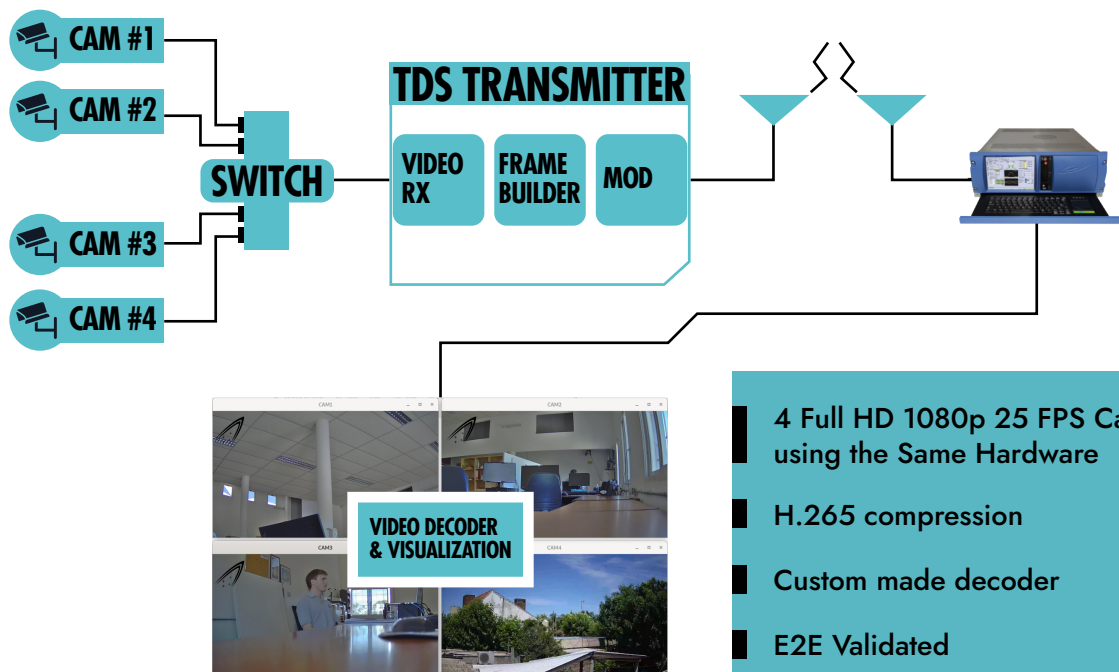 CAM #1
CAM #2
SWITCH
CAM #3
CAM #4
TDS TRANSMITTER
VIDEO
RX
FRAME
BUILDER
MOD
CAM1
CAM2
CAM3
CAM4
VIDEO DECODER
& VISUALIZATION
4 Full HD 1080p 25 FPS
using the Same Hardware
H.265 compression
Custom made decoder
E2E Validated